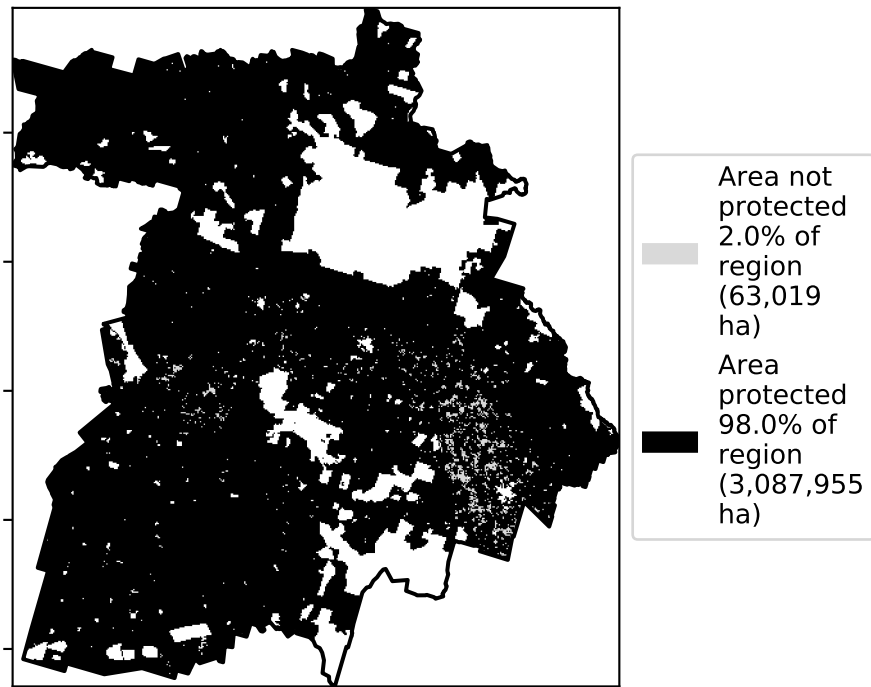 Area not
protected
2.0% of
region
(63,019
ha)
Area
protected
98.0% of
region
(3,087,955
ha)